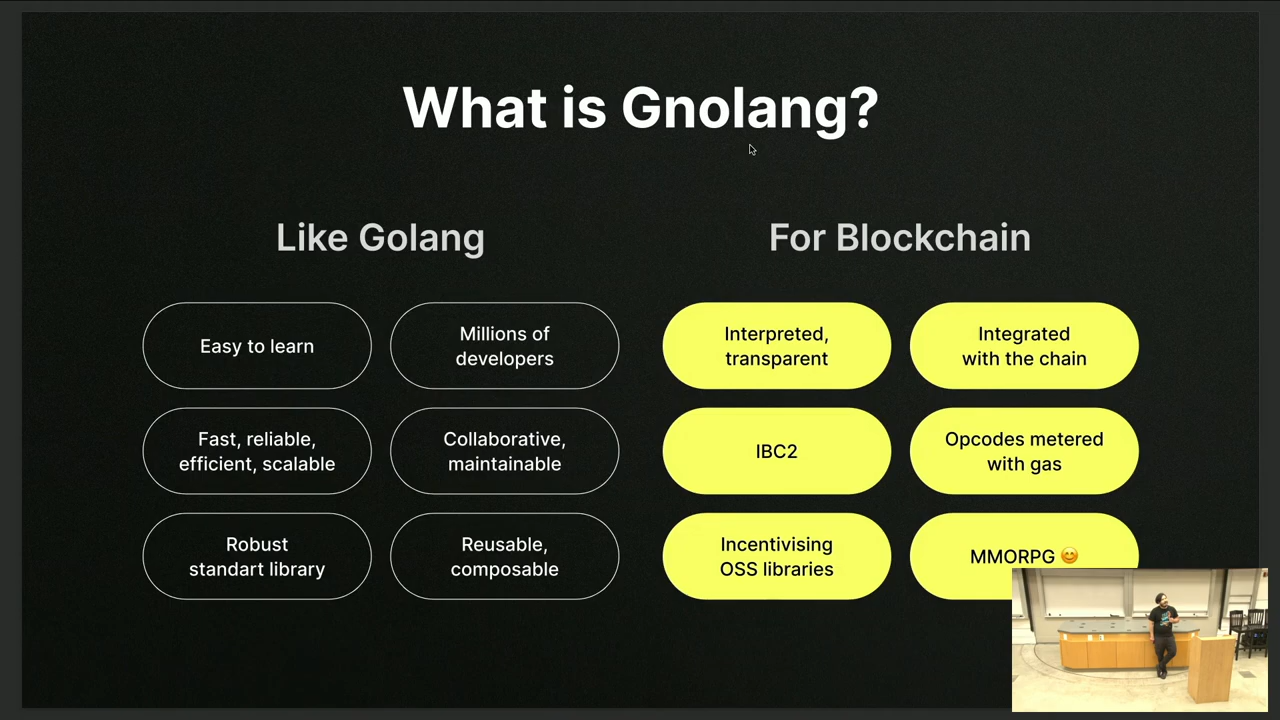 What is Gnolang?
Like Golang
For Blockchain
Easy to learn
Millions of
developers
Interpreted,
transparent
Integrated
with the chain
Fast, reliable,
efficient, scalable
Collaborative,
maintainable
IBC2
Opcodes metered
with gas
Robust
standart library
Reusable,
composable
Incentivising
OSS libraries
MMORPG 😊